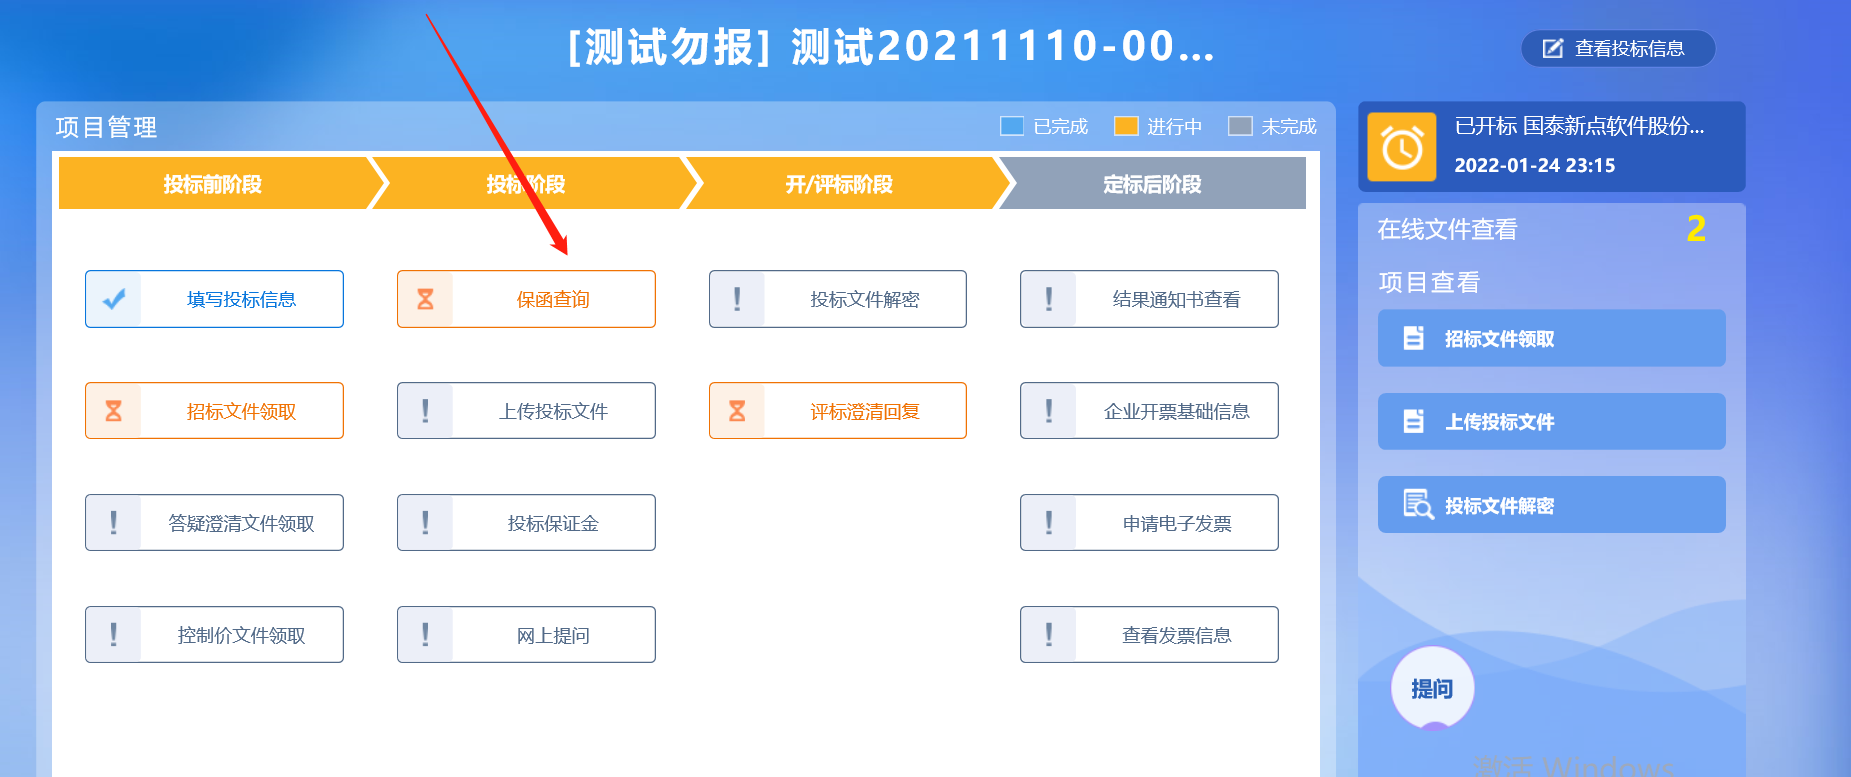 [测试勿报] 测试20211110-00...
查看投标信息
项目管理
已完成
进行中
未完成
投标前阶段
投标阶段
开/评标阶段
定标后阶段
填写投标信息
保函查询
投标文件解密
结果通知书查看
招标文件领取
上传投标文件
评标澄清回复
企业开票基础信息
答疑澄清文件领取
投标保证金
申请电子发票
控制价文件领取
网上提问
查看发票信息
已开标 国泰新点软件股份...
2022-01-24 23:15
在线文件查看
2
项目查看
招标文件领取
上传投标文件
投标文件解密
提问
激活 Windows